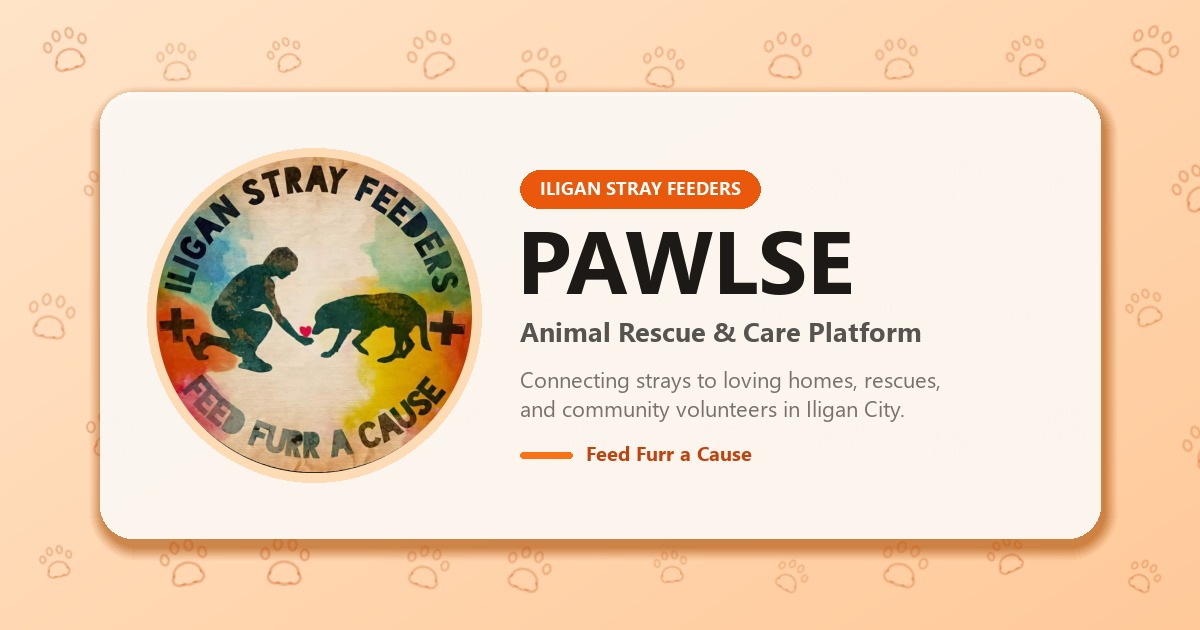 ILIGAN STRAY FEEDERS
FEED FURR A CAUSE
ILIGAN STRAY FEEDERS
PAWLSE
Animal Rescue & Care Platform
Connecting strays to loving homes, rescues,
and community volunteers in Iligan City.
Feed Furr a Cause